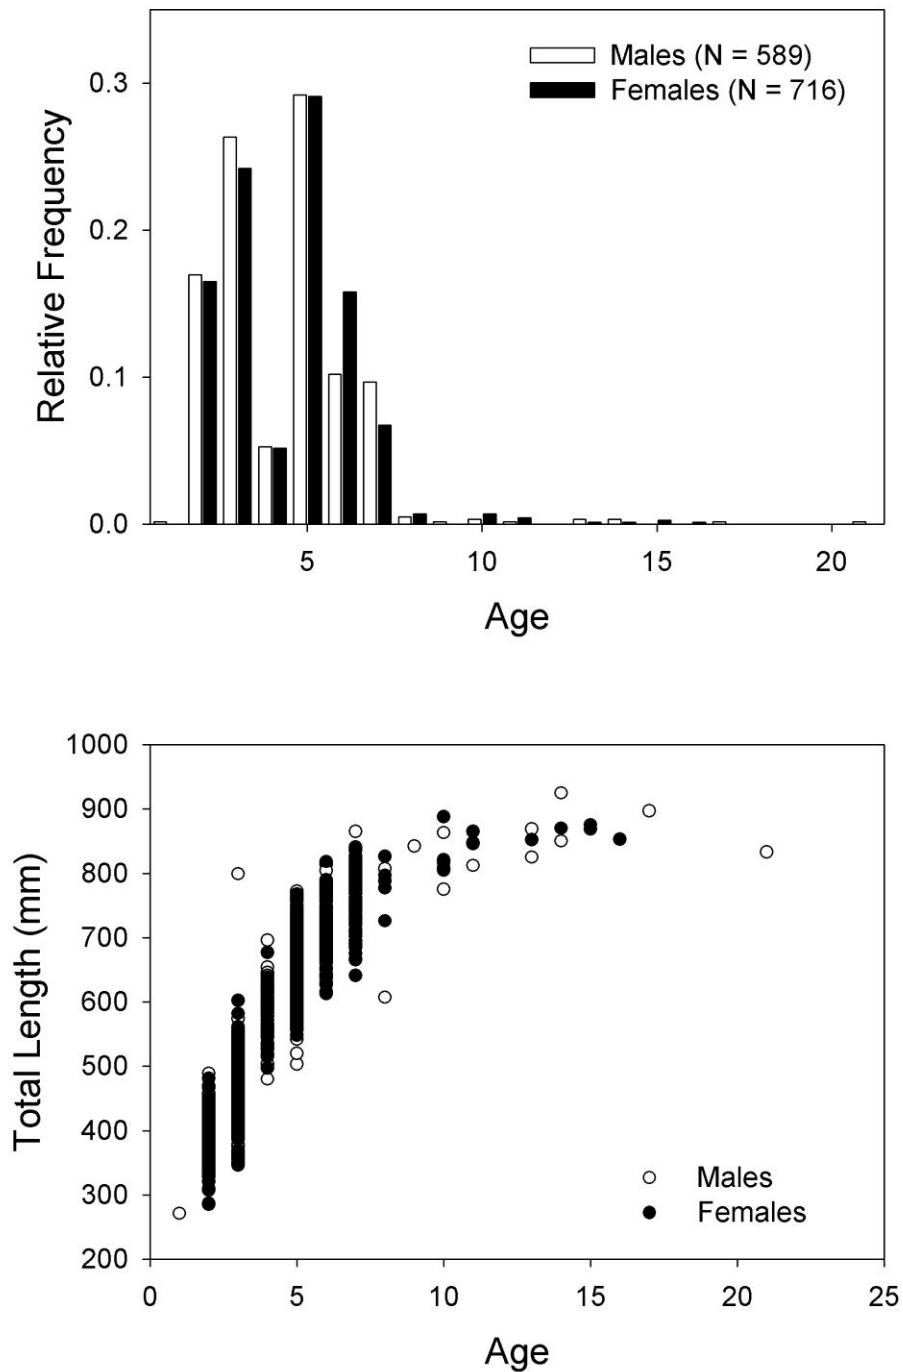 Males (N = 589)
Females (N = 716)
0.3
0.2
0.1
0.0
Relative Frequency
5
10
15
20
Age
1000
900
800
700
600
500
400
300
200
Total Length (mm)
Males
Females
0
5
10
15
20
25
Age